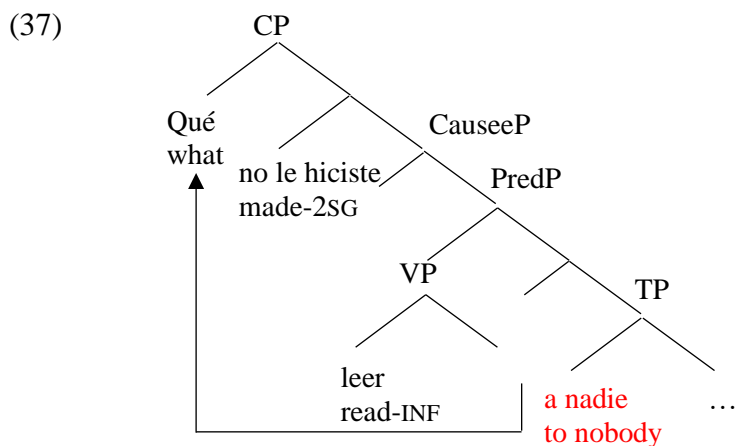 (37)
CP
Qué
what
no le hiciste
made-2SG
CauseeP
PredP
VP
TP
leer
read-INF
a nadie
to nobody
…